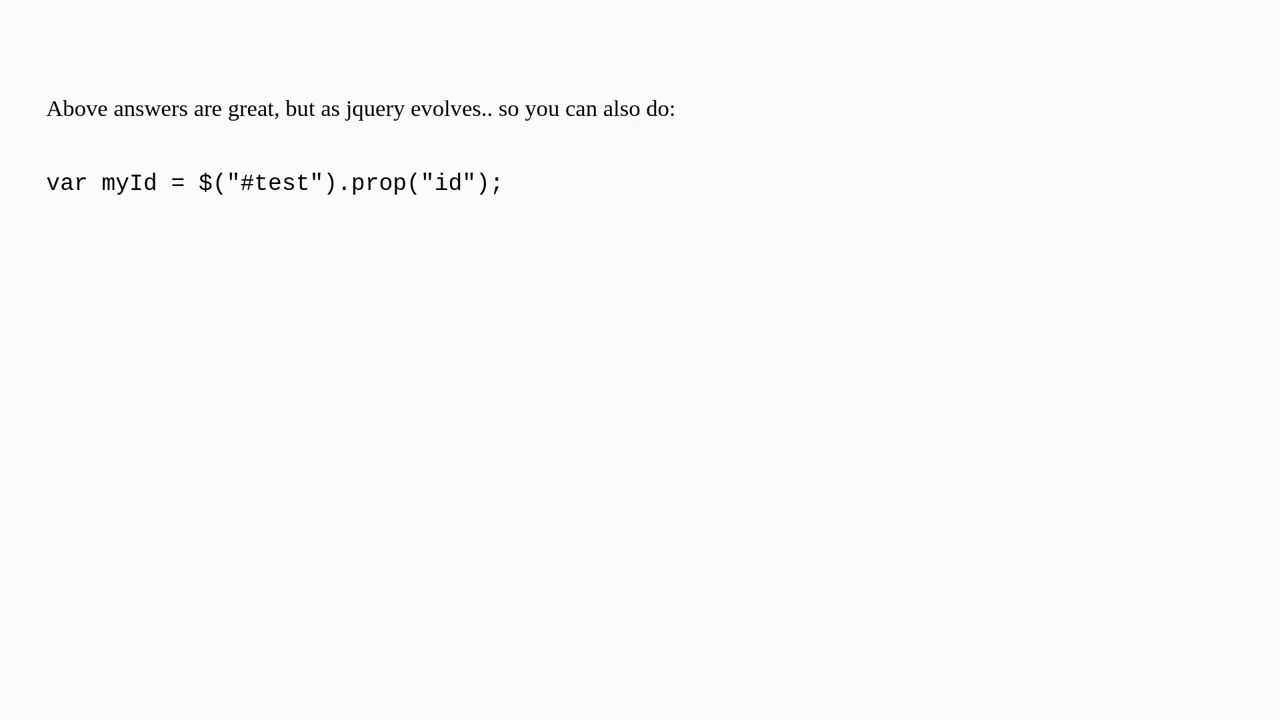 Above answers are great, but as jquery evolves.. so you can also do:
var myId = $("#test").prop("id");